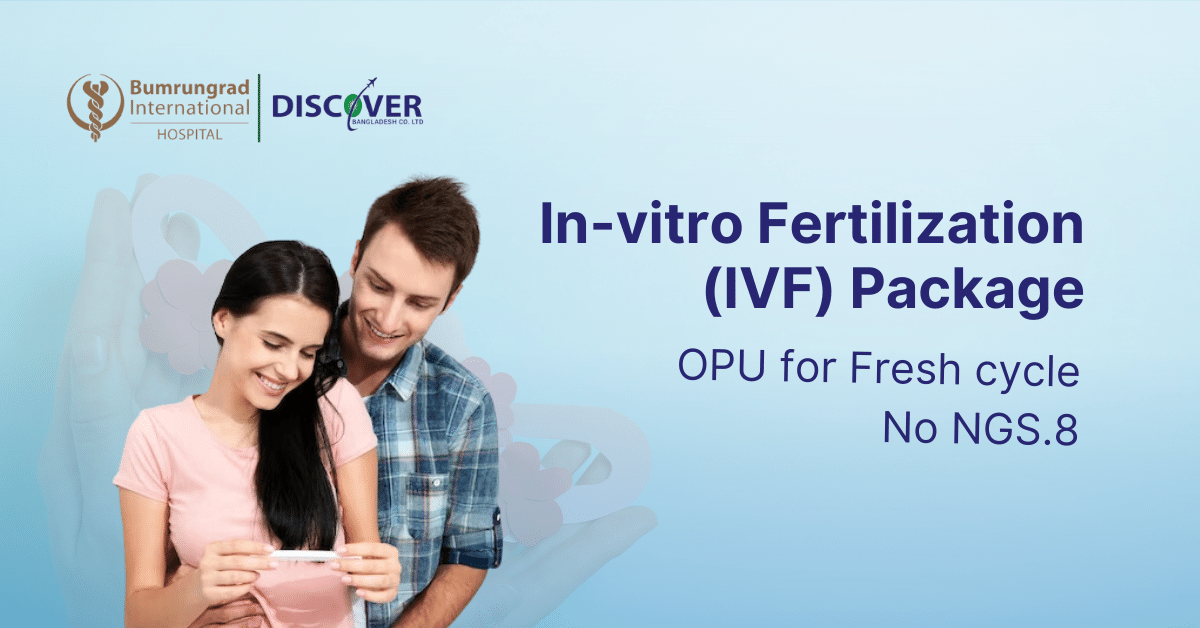 Bumrungrad
International
HOSPITAL
DISCOVER
BANGLADESH CO. LTD
In-vitro Fertilization
(IVF) Package
OPU for Fresh cycle
No NGS.8